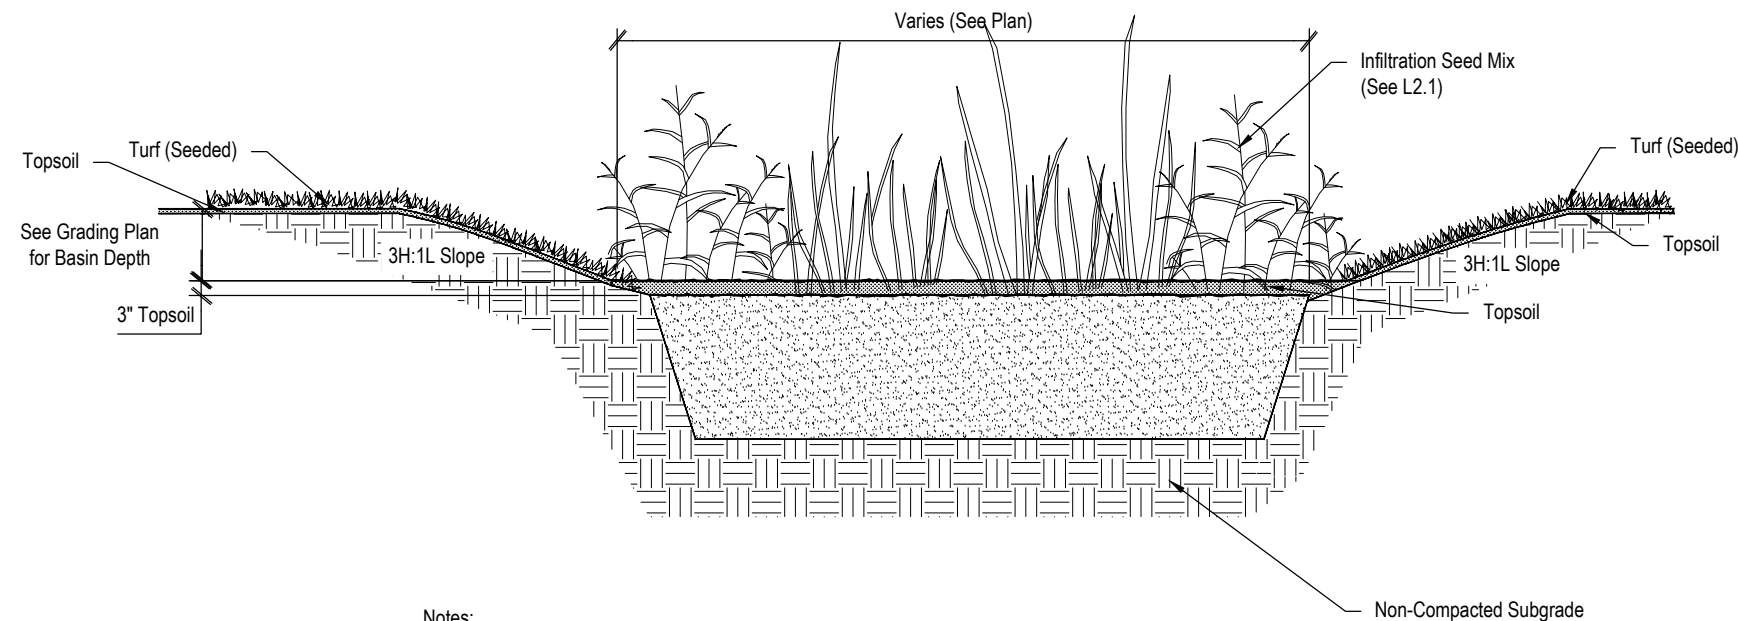 Varies (See Plan)
Infiltration Seed Mix
(See L2.1)
Topsoil
Turf (Seeded)
Turf (Seeded)
See Grading Plan
for Basin Depth
3H:1L Slope
Topsoil
3H:1L Slope
3" Topsoil
Topsoil
Non-Compacted Subgrade
Notes: